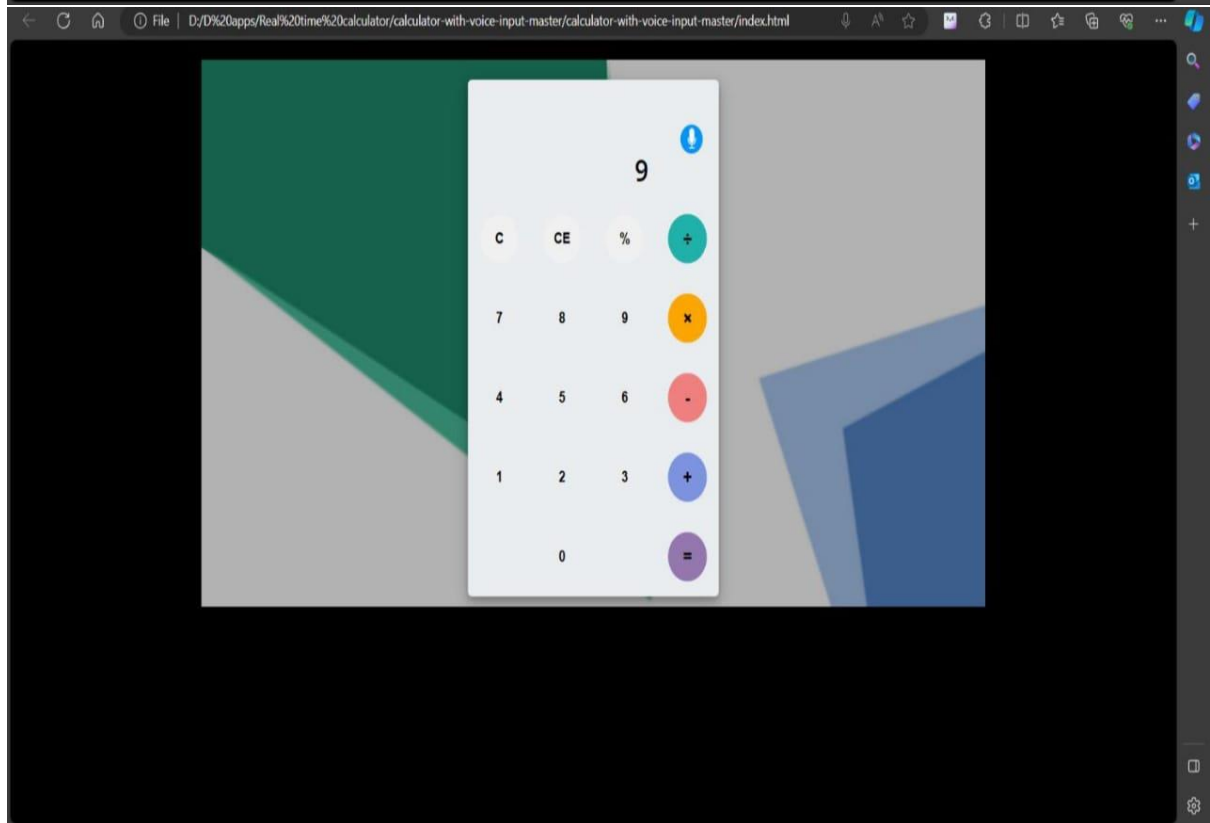 File | D:/D%20apps/Real%20time%20calculator/calculator-with-voice-input-master/calculator-with-voice-input-master/index.html
9
C CE % ÷
7 8 9 ×
4 5 6 -
1 2 3 +
0 =